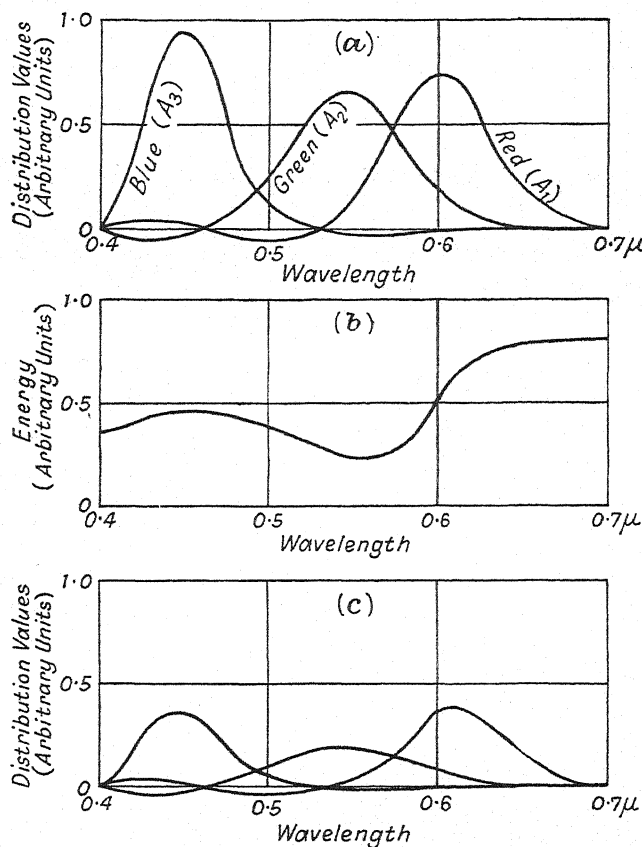 Distribution Values
(Arbitrary Units)
1.0
0.5
0
(a)
Blue (A3)
Green (A2)
Red (A1)
0.4
0.5
0.6
0.7μ
Wavelength
Energy
(Arbitrary Units)
1.0
0.5
0
(b)
0.4
0.5
0.6
0.7μ
Wavelength
Distribution Values
(Arbitrary Units)
1.0
0.5
0
(c)
0.4
0.5
0.6
0.7μ
Wavelength